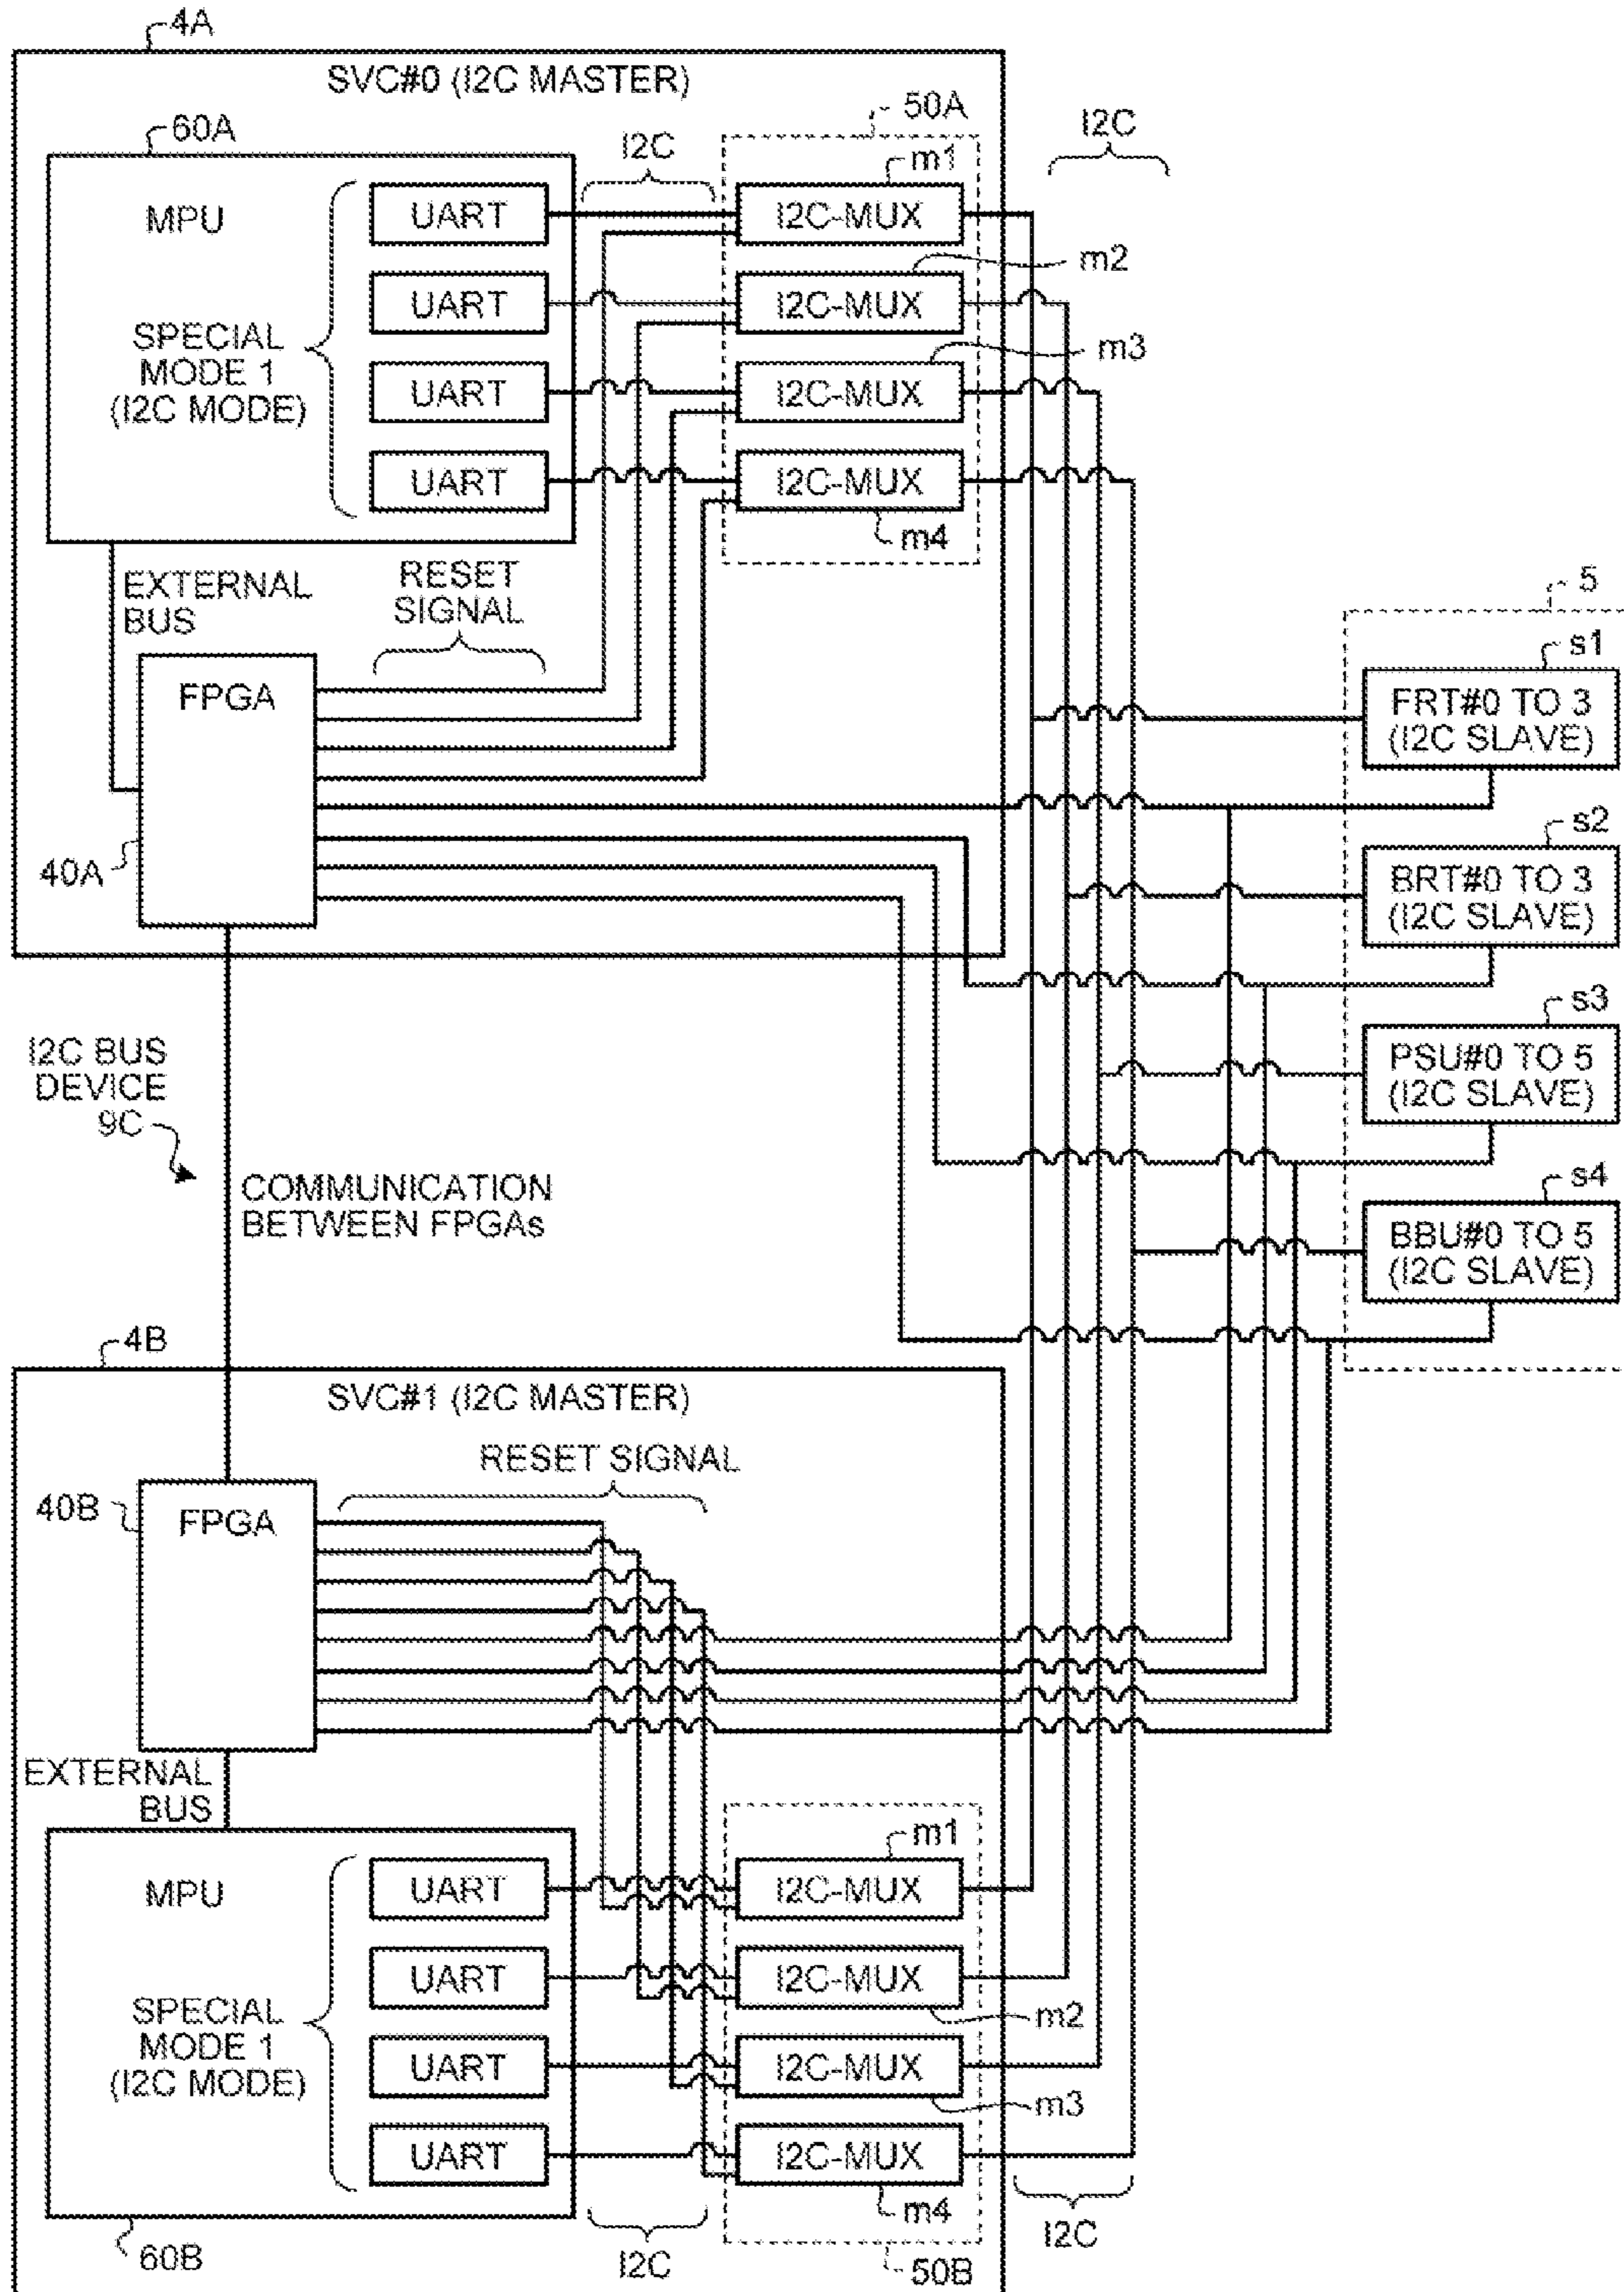 4A
SVC#0 (I2C MASTER)
60A
50A
I2C
I2C
m1
MPU
UART
I2C-MUX
m2
UART
I2C-MUX
SPECIAL
MODE 1
(I2C MODE)
m3
UART
I2C-MUX
UART
I2C-MUX
m4
EXTERNAL
BUS
RESET
SIGNAL
5
s1
FPGA
FRT#0 TO 3
(I2C SLAVE)
40A
s2
BRT#0 TO 3
(I2C SLAVE)
s3
I2C BUS
DEVICE
9C
PSU#0 TO 5
(I2C SLAVE)
COMMUNICATION
BETWEEN FPGAs
s4
BBU#0 TO 5
(I2C SLAVE)
4B
SVC#1 (I2C MASTER)
RESET SIGNAL
40B
FPGA
EXTERNAL
BUS
m1
MPU
UART
I2C-MUX
UART
I2C-MUX
m2
SPECIAL
MODE 1
(I2C MODE)
UART
I2C-MUX
m3
UART
I2C-MUX
m4
I2C
60B
I2C
50B